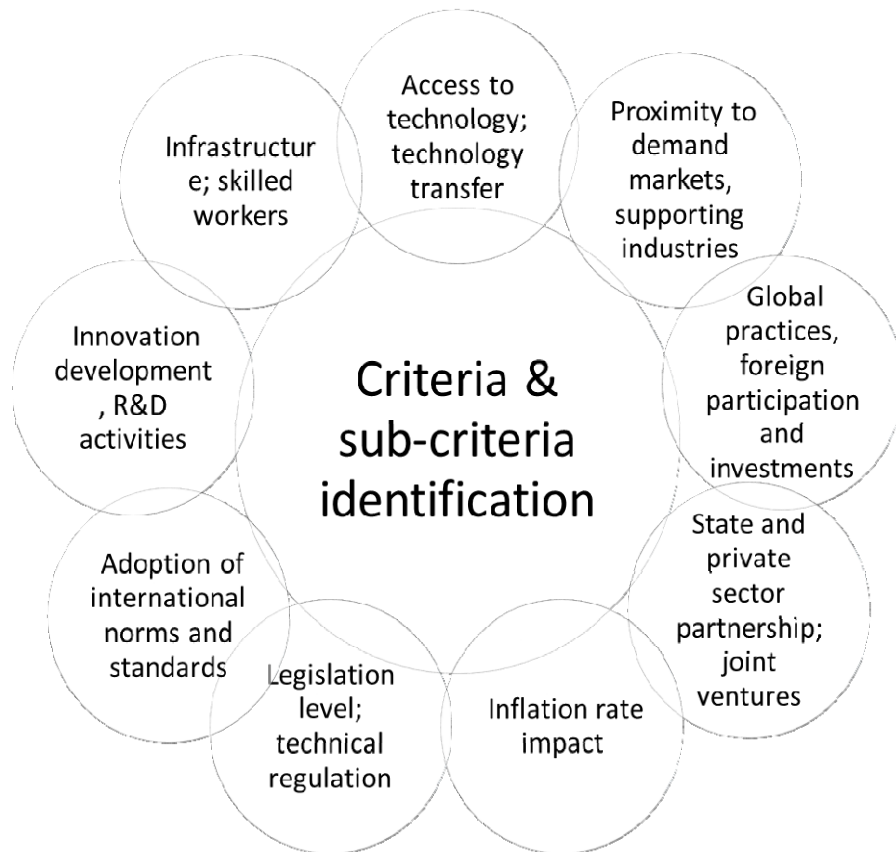 Access to
technology;
technology
transfer
Proximity to
demand
markets,
supporting
industries
Global
practices,
foreign
participation
and
investments
State and
private
sector
partnership;
joint
ventures
Inflation rate
impact
Legislation
level;
technical
regulation
Adoption of
international
norms and
standards
Innovation
development
, R&D
activities
Infrastructur
e; skilled
workers
Criteria &
sub-criteria
identification